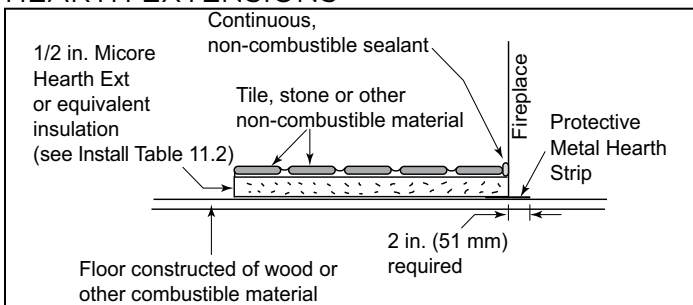 HEARTH EXTENSIONS
Continuous,
non-combustible sealant
1/2 in. Micore
Hearth Ext
or equivalent
insulation
(see Install Table 11.2)
Tile, stone or other
non-combustible material
Fireplace
Protective
Metal Hearth
Strip
2 in. (51 mm)
required
Floor constructed of wood or
other combustible material